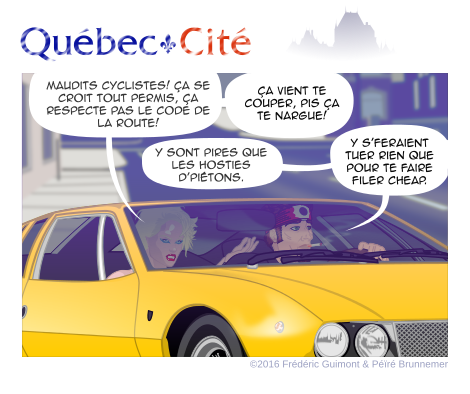 Québec Cité
MAUDITS CYCLISTES! ÇA SE
CROIT TOUT PERMIS, ÇA
RESPECTE PAS LE CODE DE
LA ROUTE!
ÇA VIENT TE
COUPER, PIS ÇA
TE NARGUE!
Y SONT PIRES QUE
LES HOSTIES
D'PIÉTONS.
Y S'FERAIENT
TUER RIEN QUE
POUR TE FAIRE
FILER CHEAP.
©2016 Frédéric Guimont & Péïré Brunnemer